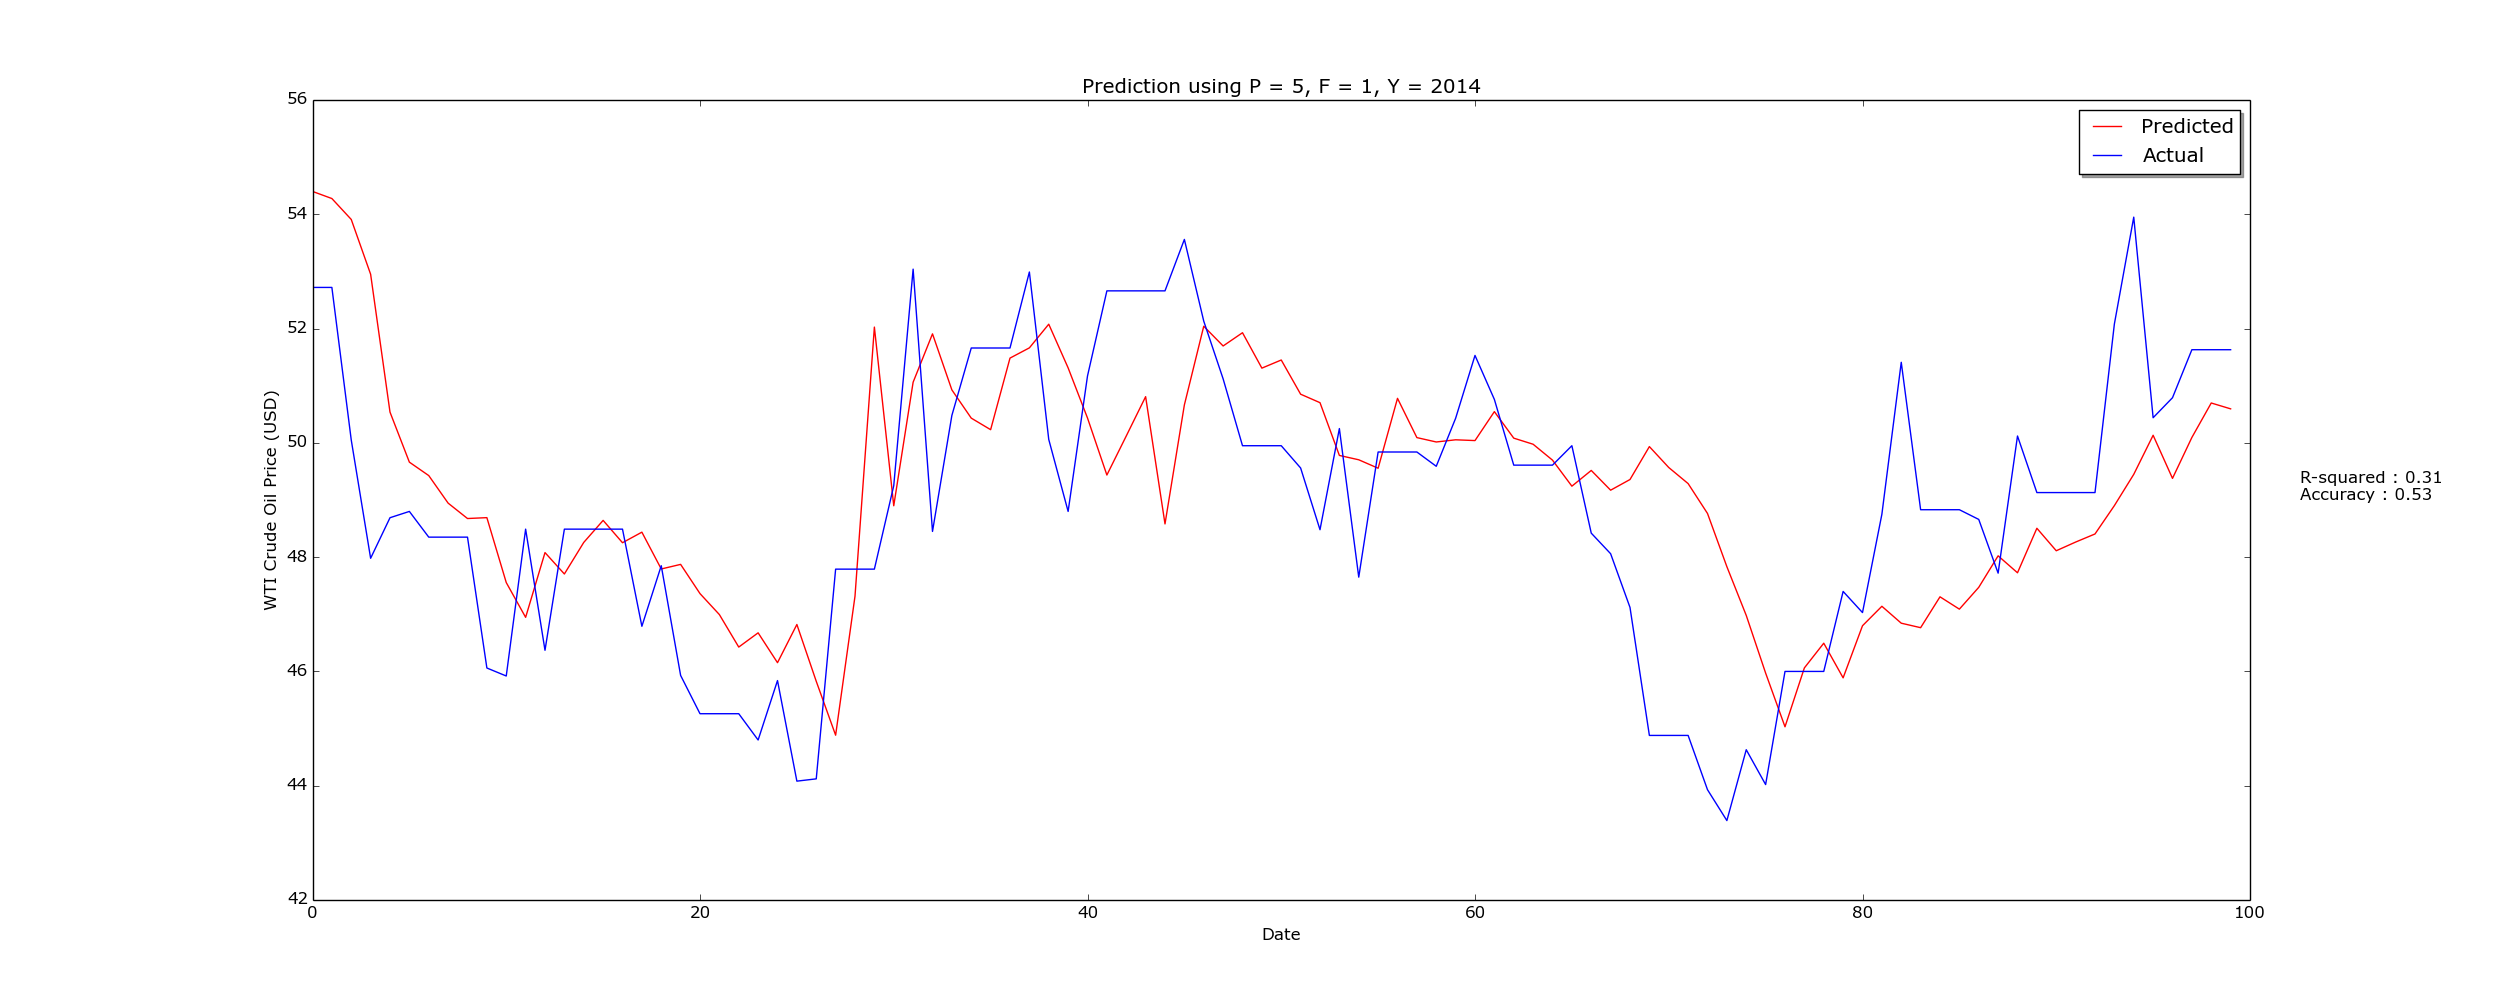 Prediction using P = 5, F = 1, Y = 2014
Predicted
Actual
56
54
52
50
48
46
44
42
WTI Crude Oil Price (USD)
0
20
40
60
80
100
Date
R-squared : 0.31
Accuracy : 0.53